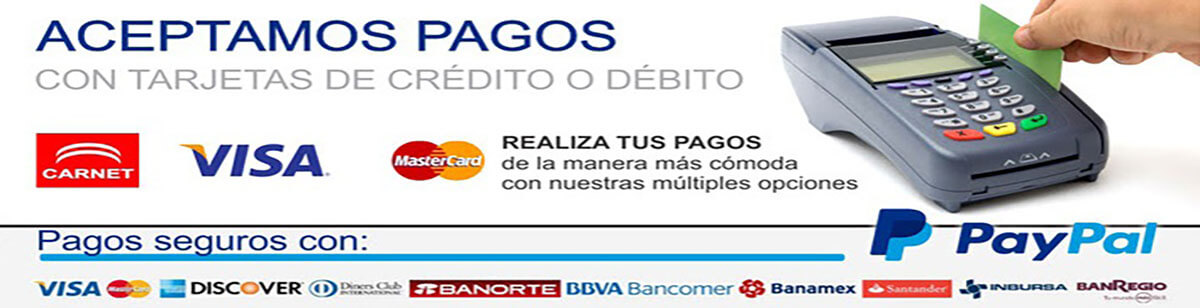 ACEPTAMOS PAGOS
CON TARJETAS DE CRÉDITO O DÉBITO
CARNET
VISA
MasterCard
REALIZA TUS PAGOS
de la manera más cómoda
con nuestras múltiples opciones
Pagos seguros con:
PayPal
VISA MasterCard DISCOVER Diners Club INTERNATIONAL BANORTE BBVA Bancomer Banamex Santander INBURSA BANREGIO